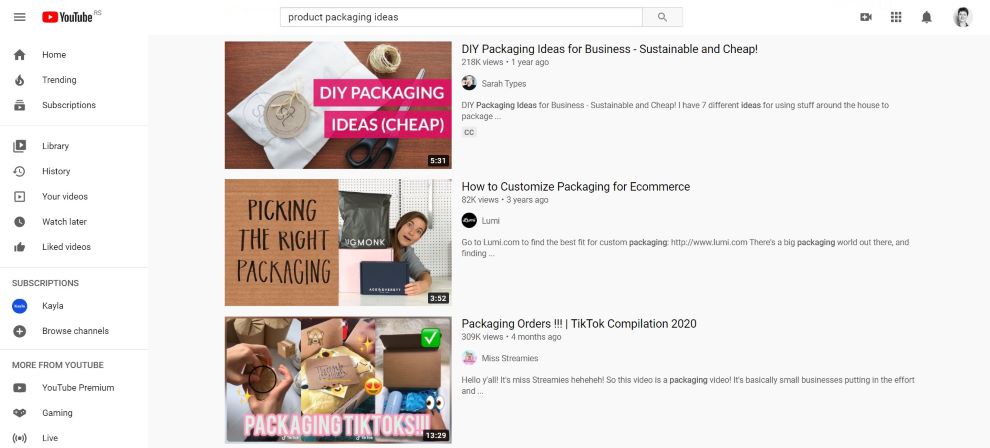 YouTube RS
product packaging ideas
Home
Trending
Subscriptions
Library
History
Your videos
Watch later
Liked videos
SUBSCRIPTIONS
Kayla
Browse channels
MORE FROM YOUTUBE
YouTube Premium
Gaming
Live
DIY PACKAGING
IDEAS (CHEAP)
5:31
DIY Packaging Ideas for Business - Sustainable and Cheap!
218K views • 1 year ago
Sarah Types
DIY Packaging Ideas for Business - Sustainable and Cheap! I have 7 different ideas for using stuff around the house to
package ...
CC
PICKING
THE RIGHT
PACKAGING
UGMONK
3:52
How to Customize Packaging for Ecommerce
82K views • 3 years ago
Lumi
Go to Lumi.com to find the best fit for custom packaging: http://www.lumi.com There's a big packaging world out there, and
finding ...
PACKAGING TIKTOKS!!!
TikTok
TikTok
13:29
Packaging Orders !!! | TikTok Compilation 2020
309K views • 4 months ago
Miss Streamies
Hello y'all! It's miss Streamies heheheh! So this video is a packaging video! It's basically small businesses putting in the effort
and ...